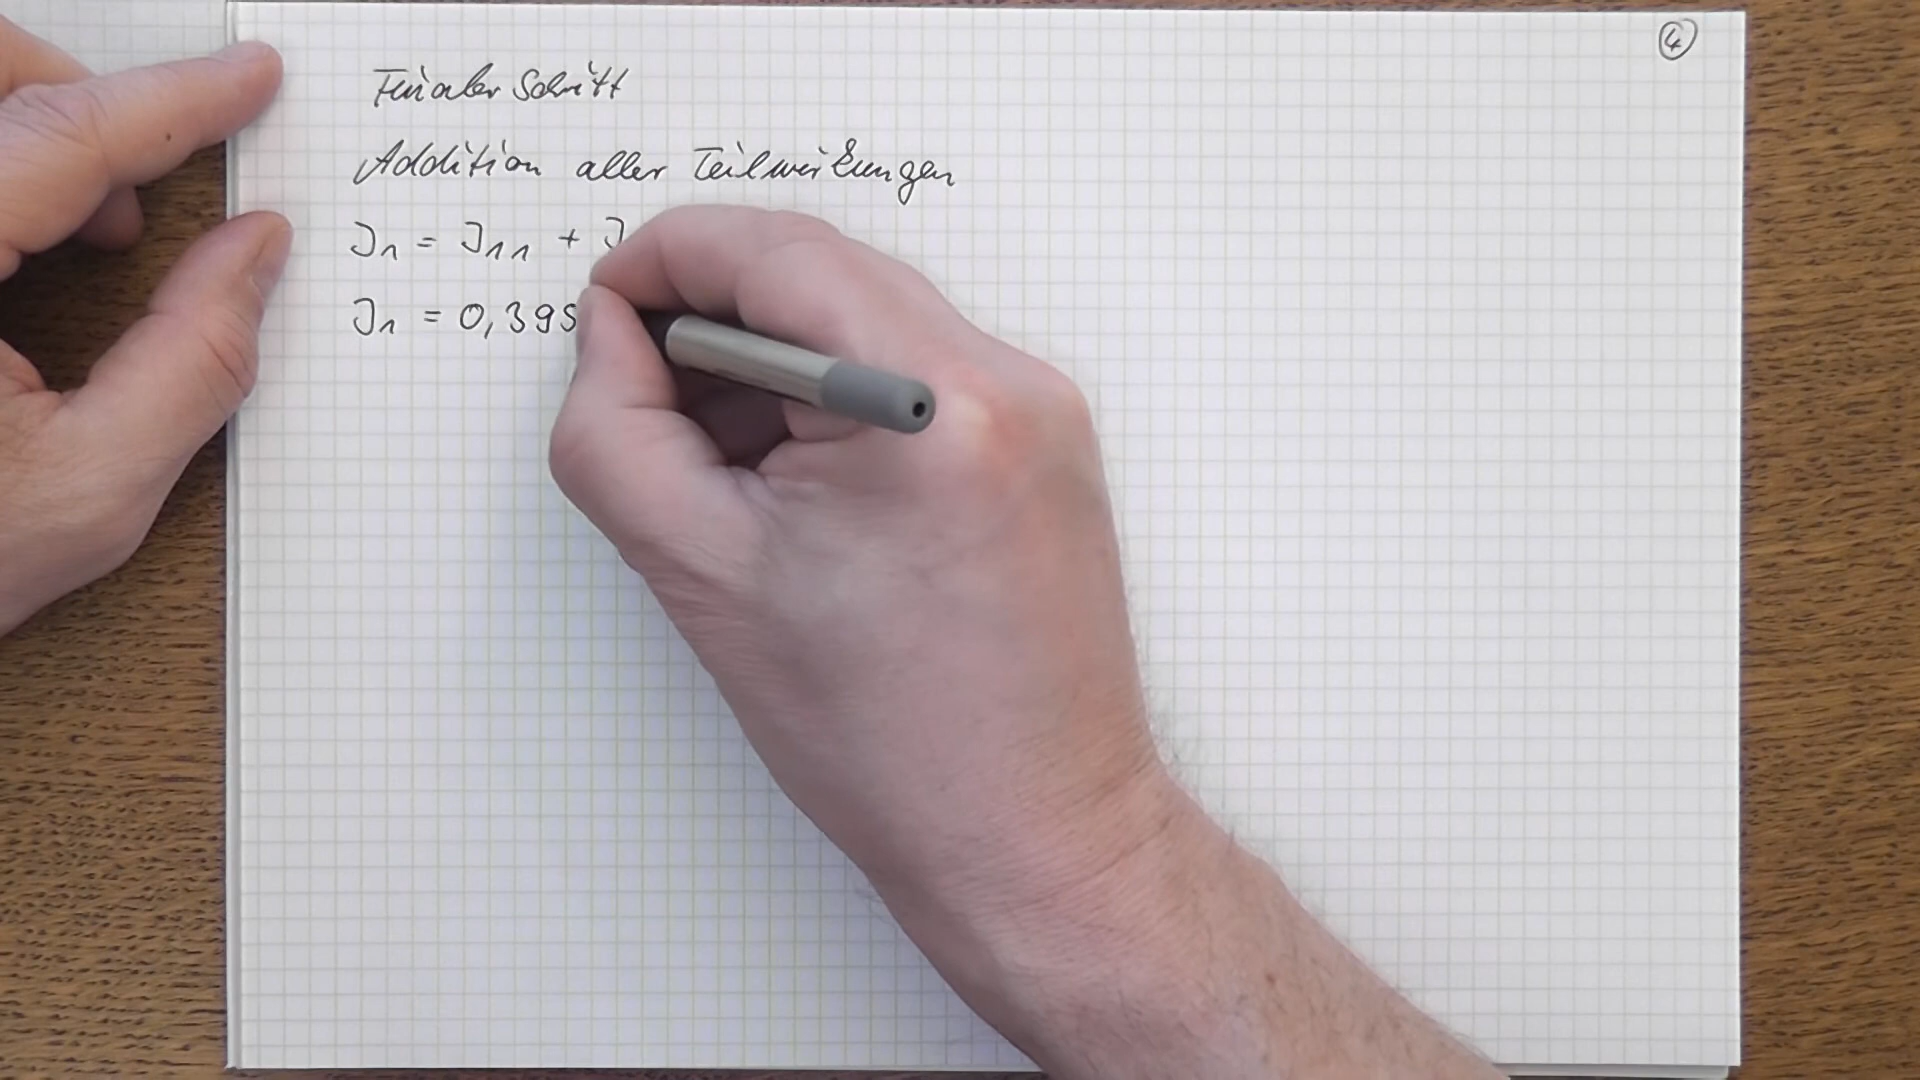 ④
Finaler Schritt
Addition aller Teilwirkungen
I1 = I11 + I
I1 = 0,395